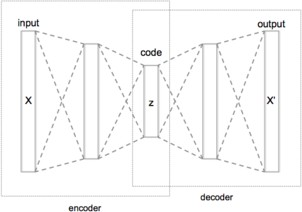 input
output
code
X
z
X'
decoder
encoder